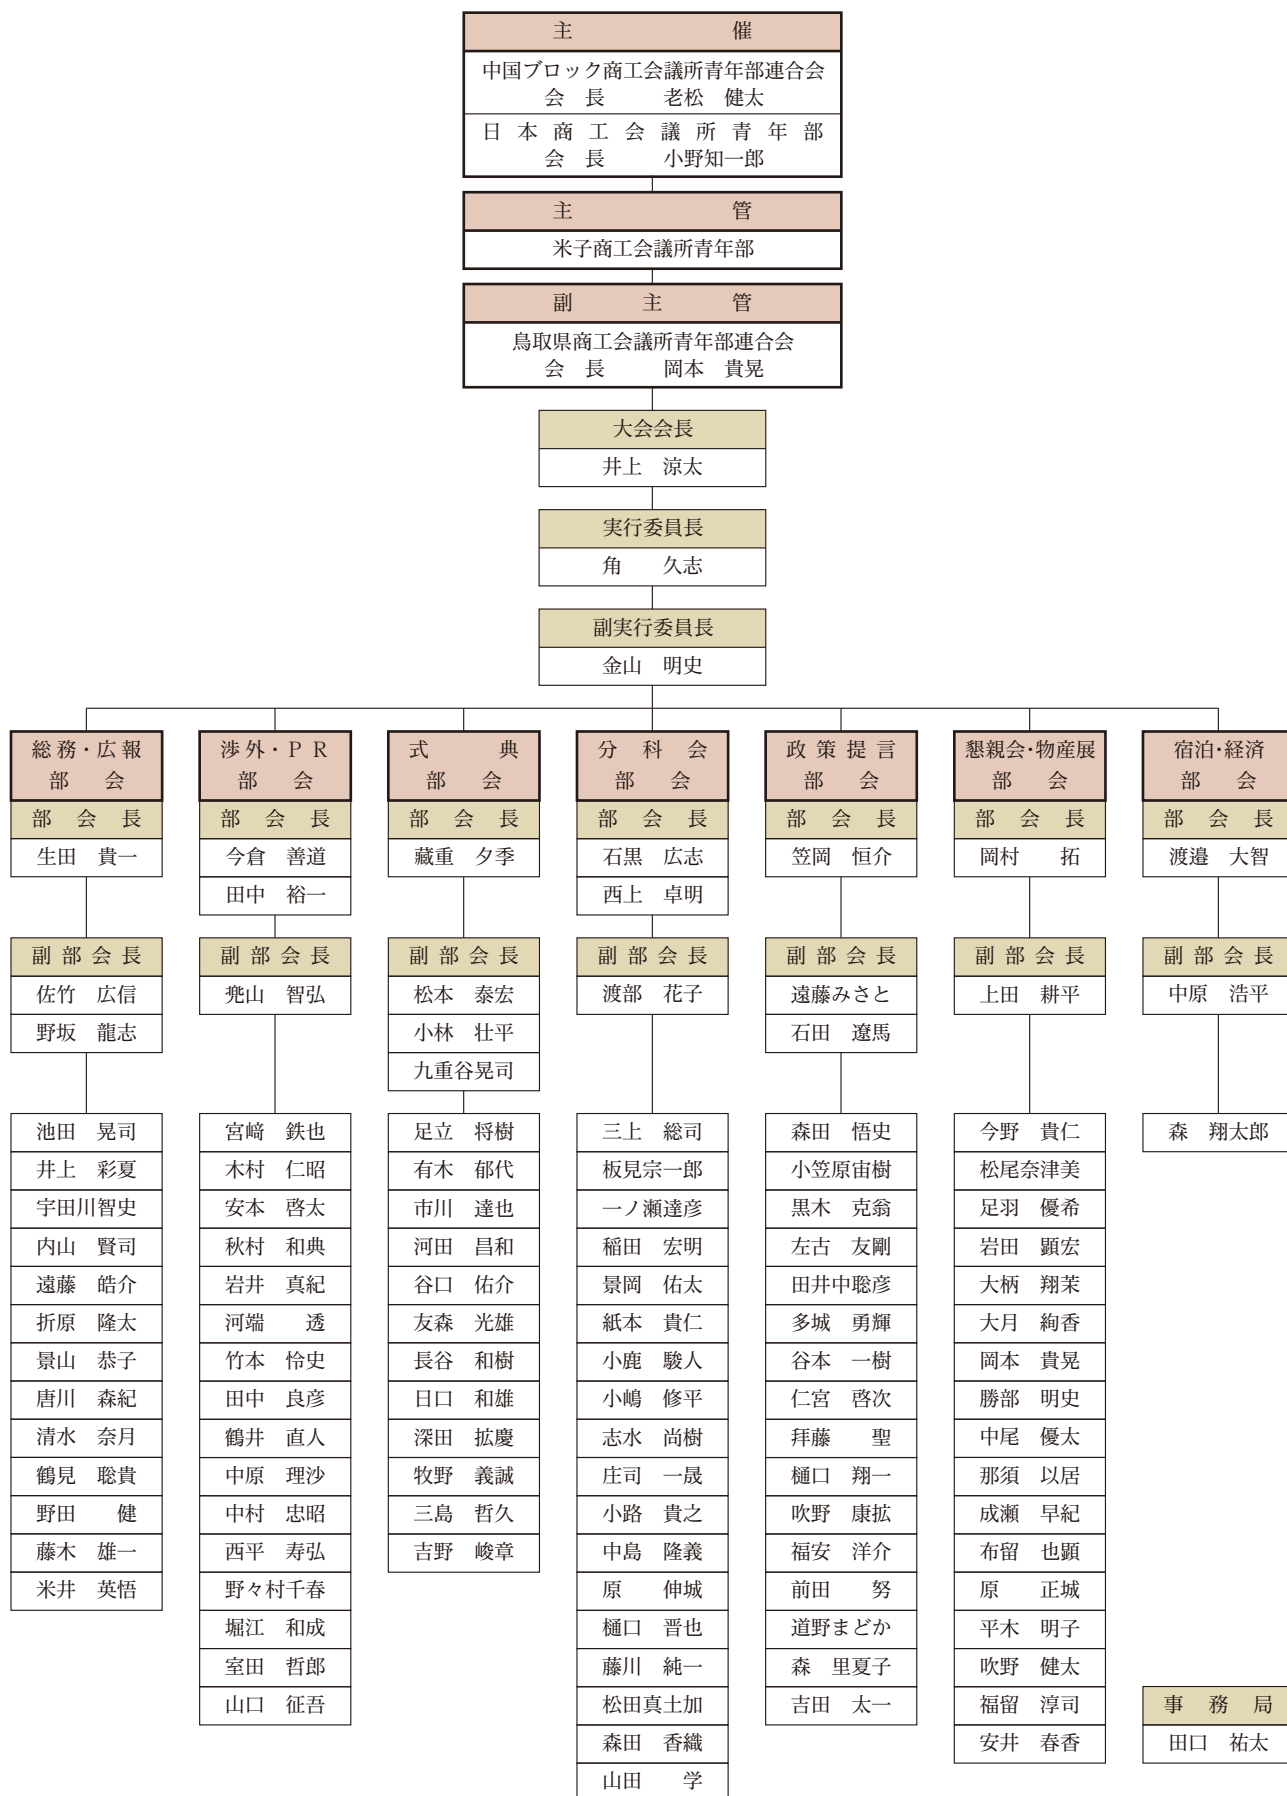 主催
中国ブロック商工会議所青年部連合会
会長 老松 健太
日本商工会議所青年部
会長 小野知一郎
主管
米子商工会議所青年部
副主管
鳥取県商工会議所青年部連合会
会長 岡本 貴晃
大会会長
井上 涼太
実行委員長
角 久志
副実行委員長
金山 明史
総務・広報
部会
部会長
生田 貴一
副部会長
佐竹 広信
野坂 龍志
池田 晃司
井上 彩夏
宇田川智史
内山 賢司
遠藤 皓介
折原 隆太
景山 恭子
唐川 森紀
清水 奈月
鶴見 聡貴
野田 健
藤木 雄一
米井 英悟
渉外・PR
部会
部会長
今倉 善道
田中 裕一
副部会長
兠山 智弘
宮﨑 鉄也
木村 仁昭
安本 啓太
秋村 和典
岩井 真紀
河端 透
竹本 怜史
田中 良彦
鶴井 直人
中原 理沙
中村 忠昭
西平 寿弘
野々村千春
堀江 和成
室田 哲郎
山口 征吾
式典
部会
部会長
藏重 夕季
副部会長
松本 泰宏
小林 壮平
九重谷晃司
足立 将樹
有木 郁代
市川 達也
河田 昌和
谷口 佑介
友森 光雄
長谷 和樹
日口 和雄
深田 拡慶
牧野 義誠
三島 哲久
吉野 峻章
分科会
部会
部会長
石黒 広志
西上 卓明
副部会長
渡部 花子
三上 総司
板見宗一郎
一ノ瀬達彦
稲田 宏明
景岡 佑太
紙本 貴仁
小鹿 駿人
小嶋 修平
志水 尚樹
庄司 一晟
小路 貴之
中島 隆義
原 伸城
樋口 晋也
藤川 純一
松田真土加
森田 香織
山田 学
政策提言
部会
部会長
笠岡 恒介
副部会長
遠藤みさと
石田 遼馬
森田 悟史
小笠原宙樹
黒木 克翁
左古 友剛
田井中聡彦
多城 勇輝
谷本 一樹
仁宮 啓次
拜藤 聖
樋口 翔一
吹野 康拡
福安 洋介
前田 努
道野まどか
森 里夏子
吉田 太一
懇親会・物産展
部会
部会長
岡村 拓
副部会長
上田 耕平
今野 貴仁
松尾奈津美
足羽 優希
岩田 顕宏
大柄 翔茉
大月 絢香
岡本 貴晃
勝部 明史
中尾 優太
那須 以居
成瀬 早紀
布留 也顕
原 正城
平木 明子
吹野 健太
福留 淳司
安井 春香
宿泊・経済
部会
部会長
渡邉 大智
副部会長
中原 浩平
森 翔太郎
事務局
田口 祐太